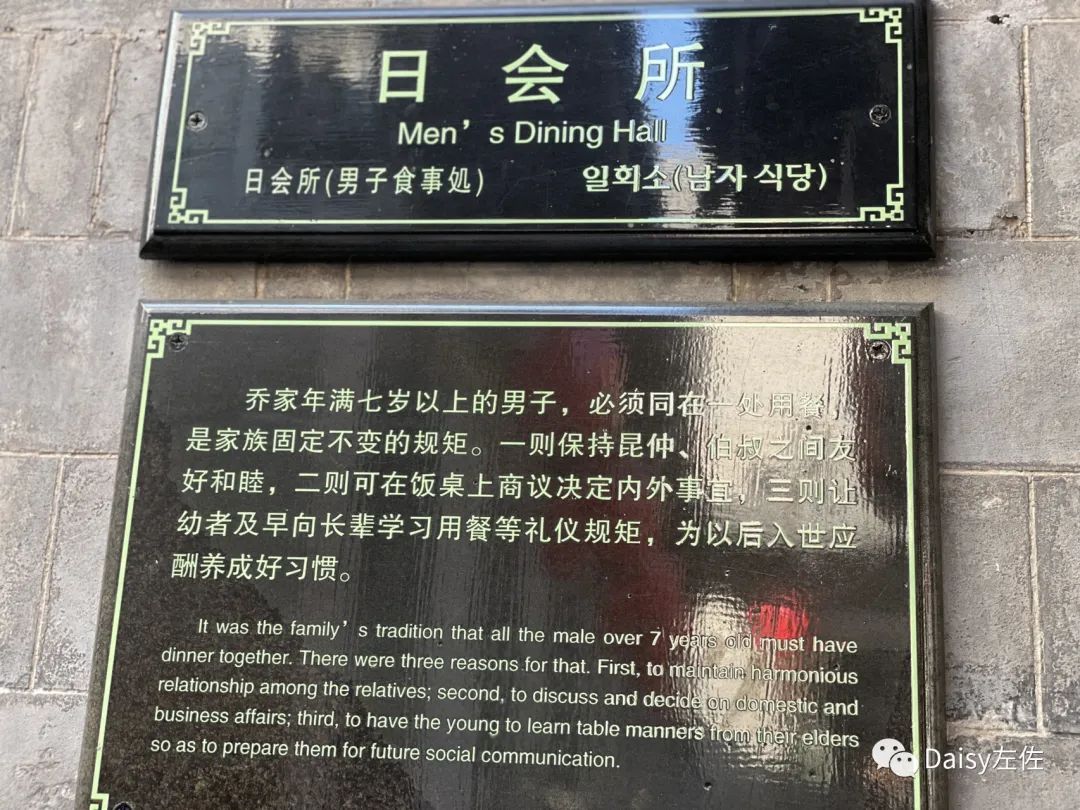 日会所
Men's Dining Hall
日会所(男子食事処) 일회소(남자 식당)
乔家年满七岁以上的男子，必须同在一处用餐，
是家族固定不变的规矩。一则保持昆仲、伯叔之间友
好和睦，二则可在饭桌上商议决定内外事宜，三则让
幼者及早向长辈学习用餐等礼仪规矩，为以后入世应
酬养成好习惯。
It was the family's tradition that all the male over 7 years old must have
dinner together. There were three reasons for that. First, to maintain harmonious
relationship among the relatives; second, to discuss and decide on domestic and
business affairs; third, to have the young to learn table manners from their elders
so as to prepare them for future social communication.
Daisy左佐